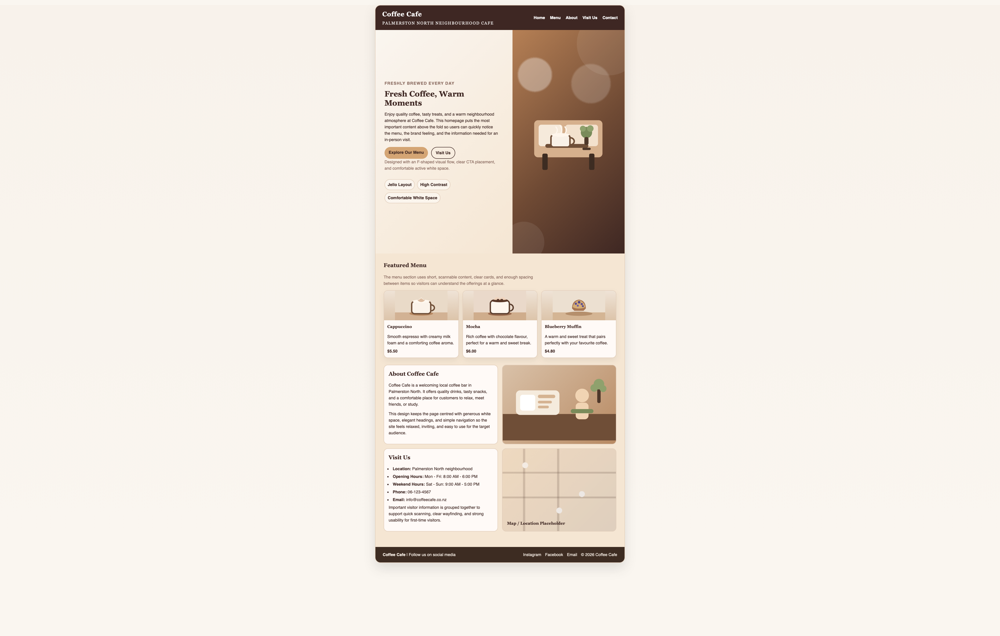 Coffee Cafe
PALMERSTON NORTH NEIGHBOURHOOD CAFE
Home Menu About Visit Us Contact
FRESHLY BREWED EVERY DAY
Fresh Coffee, Warm
Moments
Enjoy quality coffee, tasty treats, and a warm neighbourhood
atmosphere at Coffee Cafe. This homepage puts the most
important content above the fold so users can quickly notice
the menu, the brand feeling, and the information needed for an
in-person visit.
Explore Our Menu Visit Us
Designed with an F-shaped visual flow, clear CTA placement,
and comfortable active white space.
Jello Layout High Contrast
Comfortable White Space
Featured Menu
The menu section uses short, scannable content, clear cards, and enough spacing
between items so visitors can understand the offerings at a glance.
Cappuccino
Smooth espresso with creamy milk
foam and a comforting coffee aroma.
$5.50
Mocha
Rich coffee with chocolate flavour,
perfect for a warm and sweet break.
$6.00
Blueberry Muffin
A warm and sweet treat that pairs
perfectly with your favourite coffee.
$4.80
About Coffee Cafe
Coffee Cafe is a welcoming local coffee bar in
Palmerston North. It offers quality drinks, tasty snacks,
and a comfortable place for customers to relax, meet
friends, or study.
This design keeps the page centred with generous white
space, elegant headings, and simple navigation so the
site feels relaxed, inviting, and easy to use for the target
audience.
Visit Us
• Location: Palmerston North neighbourhood
• Opening Hours: Mon - Fri: 8:00 AM - 6:00 PM
• Weekend Hours: Sat - Sun: 9:00 AM - 5:00 PM
• Phone: 06-123-4567
• Email: info@coffeecafe.co.nz
Important visitor information is grouped together to
support quick scanning, clear wayfinding, and strong
usability for first-time visitors.
Map / Location Placeholder
Coffee Cafe | Follow us on social media
Instagram Facebook Email © 2026 Coffee Cafe